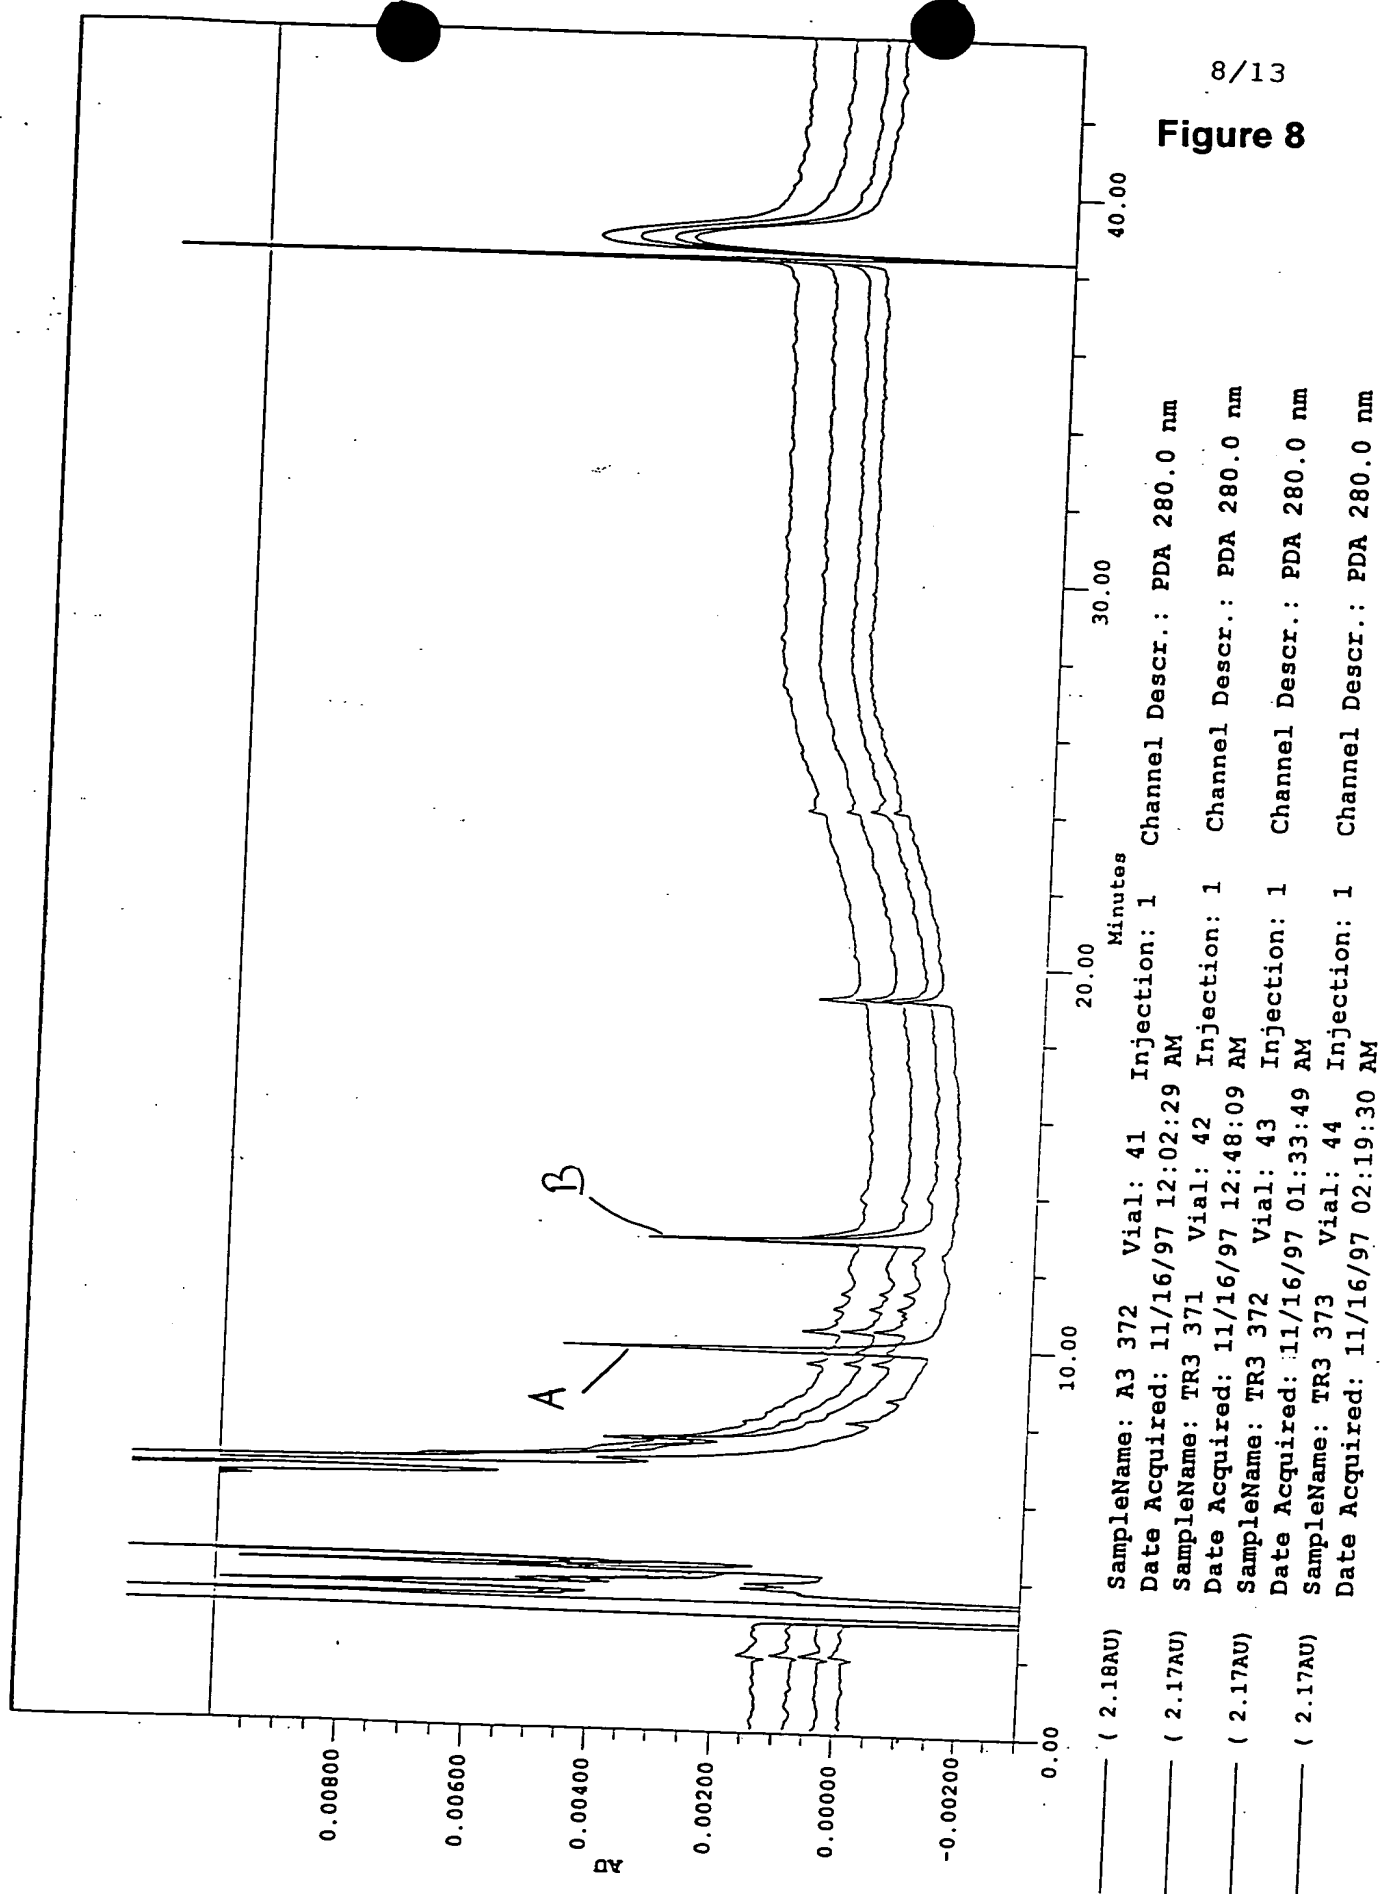 8/13
Figure 8
AU
0.00800
0.00600
0.00400
0.00200
0.00000
-0.00200
A
B
0.00
10.00
20.00
30.00
40.00
Minutes
( 2.18AU) SampleName: A3 372 Vial: 41 Injection: 1 Channel Descr.: PDA 280.0 nm
Date Acquired: 11/16/97 12:02:29 AM
( 2.17AU) SampleName: TR3 371 Vial: 42 Injection: 1 Channel Descr.: PDA 280.0 nm
Date Acquired: 11/16/97 12:48:09 AM
( 2.17AU) SampleName: TR3 372 Vial: 43 Injection: 1 Channel Descr.: PDA 280.0 nm
Date Acquired: 11/16/97 01:33:49 AM
( 2.17AU) SampleName: TR3 373 Vial: 44 Injection: 1 Channel Descr.: PDA 280.0 nm
Date Acquired: 11/16/97 02:19:30 AM